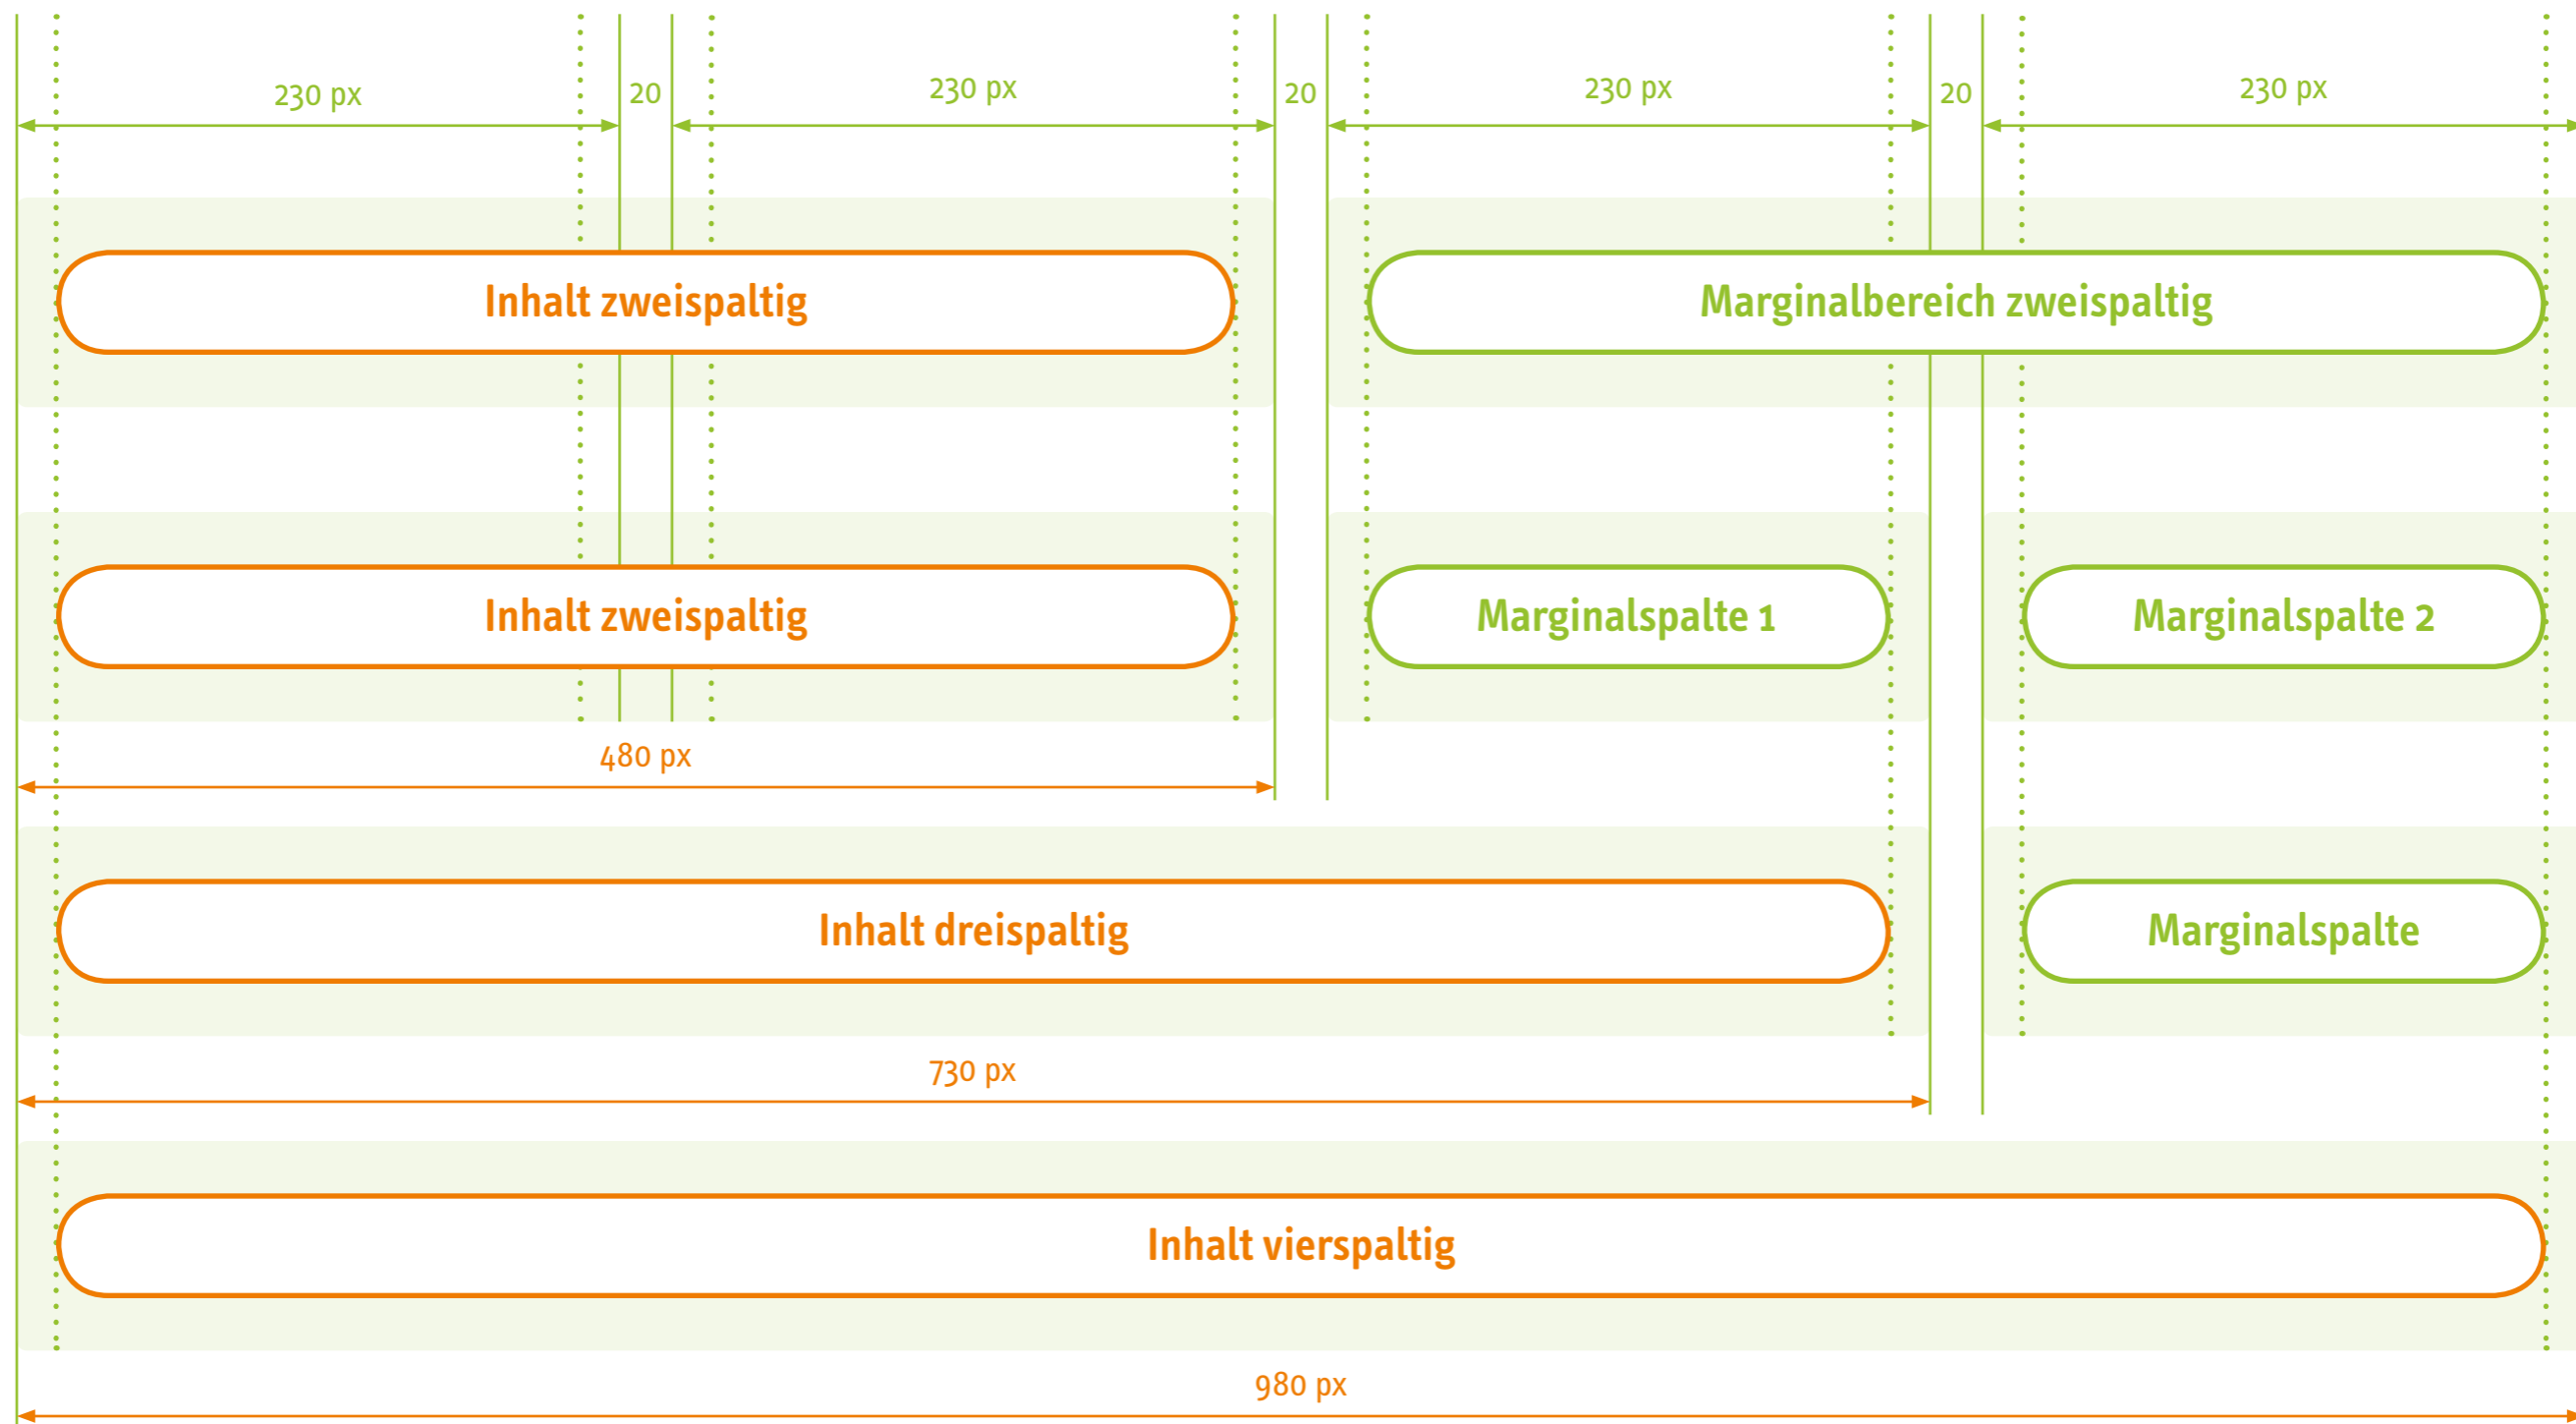 230 px
20
230 px
20
230 px
20
230 px
Inhalt zweispaltig
Marginalbereich zweispaltig
Inhalt zweispaltig
Marginalspalte 1
Marginalspalte 2
480 px
Inhalt dreispaltig
Marginalspalte
730 px
Inhalt vierspaltig
980 px